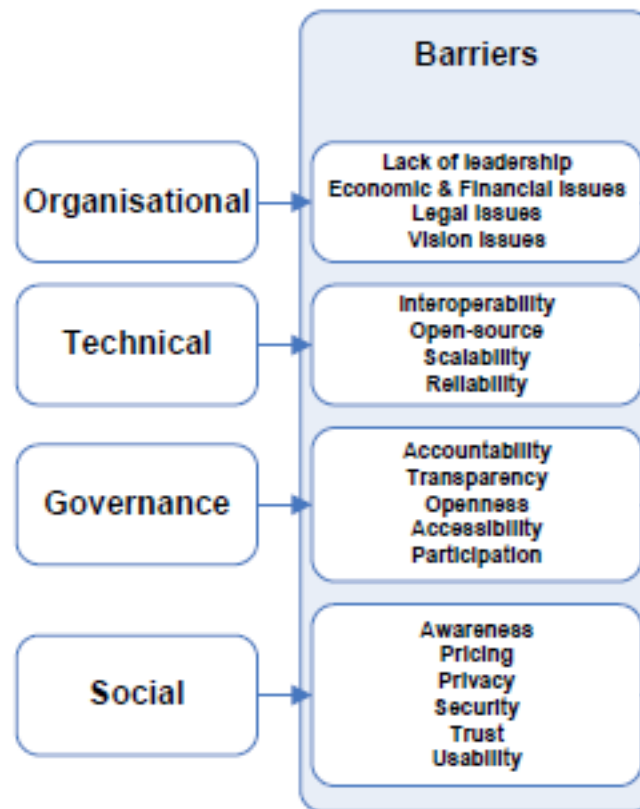 Barriers
Organisational
Lack of leadership
Economic & Financial Issues
Legal Issues
Vision Issues
Technical
Interoperability
Open-source
Scalability
Reliability
Governance
Accountability
Transparency
Openness
Accessibility
Participation
Social
Awareness
Pricing
Privacy
Security
Trust
Usability